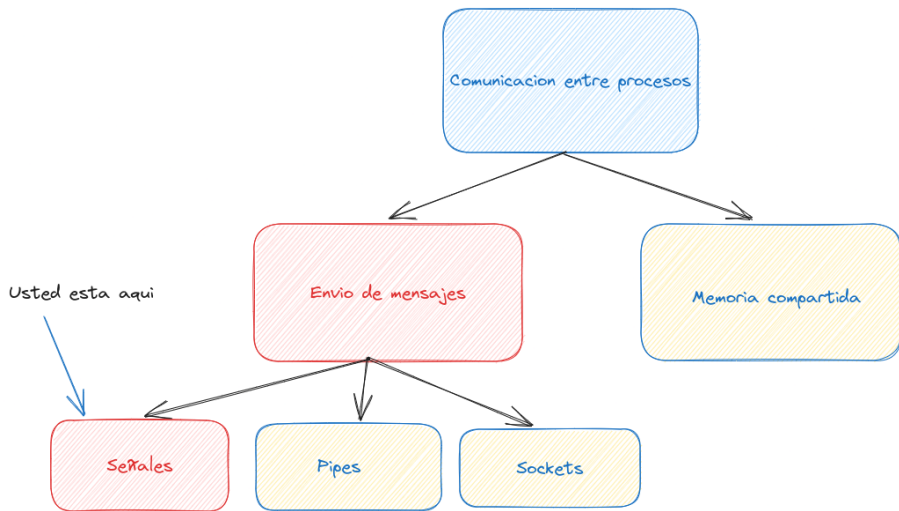 Comunicacion entre procesos
Envio de mensajes
Memoria compartida
Usted esta aqui
Señales
Pipes
Sockets